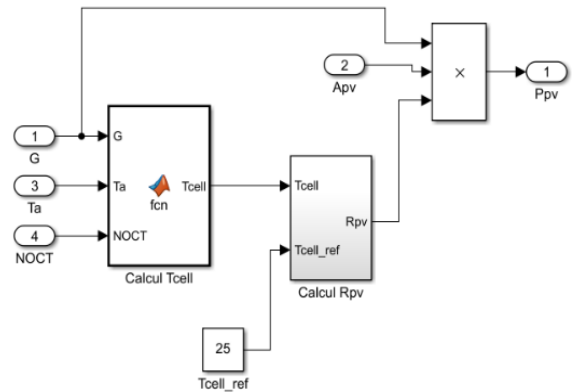 2
Apv
×
1
Ppv
1
G
3
Ta
4
NOCT
G
Ta
NOCT
fcn
Tcell
Calcul Tcell
Tcell
Tcell_ref
Rpv
Calcul Rpv
25
Tcell_ref